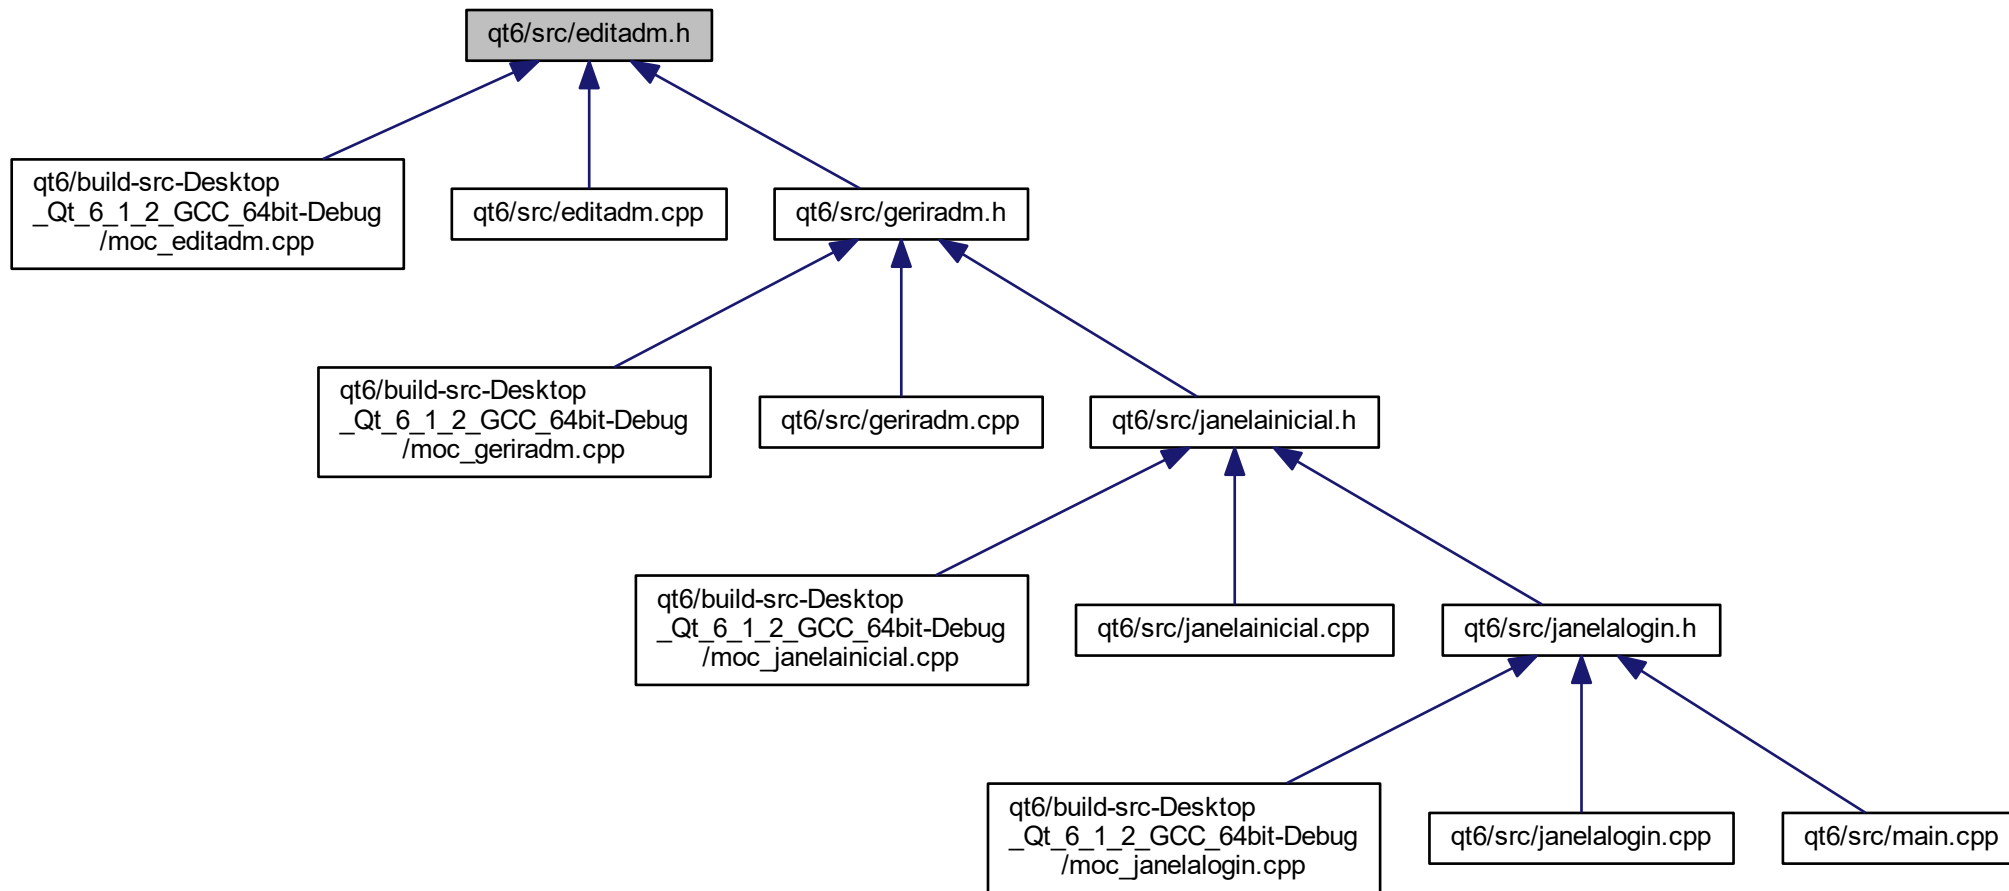 qt6/src/editadm.h
qt6/build-src-Desktop
_Qt_6_1_2_GCC_64bit-Debug
/moc_editadm.cpp
qt6/src/editadm.cpp
qt6/src/geriradm.h
qt6/build-src-Desktop
_Qt_6_1_2_GCC_64bit-Debug
/moc_geriradm.cpp
qt6/src/geriradm.cpp
qt6/src/janelainicial.h
qt6/build-src-Desktop
_Qt_6_1_2_GCC_64bit-Debug
/moc_janelainicial.cpp
qt6/src/janelainicial.cpp
qt6/src/janelalogin.h
qt6/build-src-Desktop
_Qt_6_1_2_GCC_64bit-Debug
/moc_janelalogin.cpp
qt6/src/janelalogin.cpp
qt6/src/main.cpp